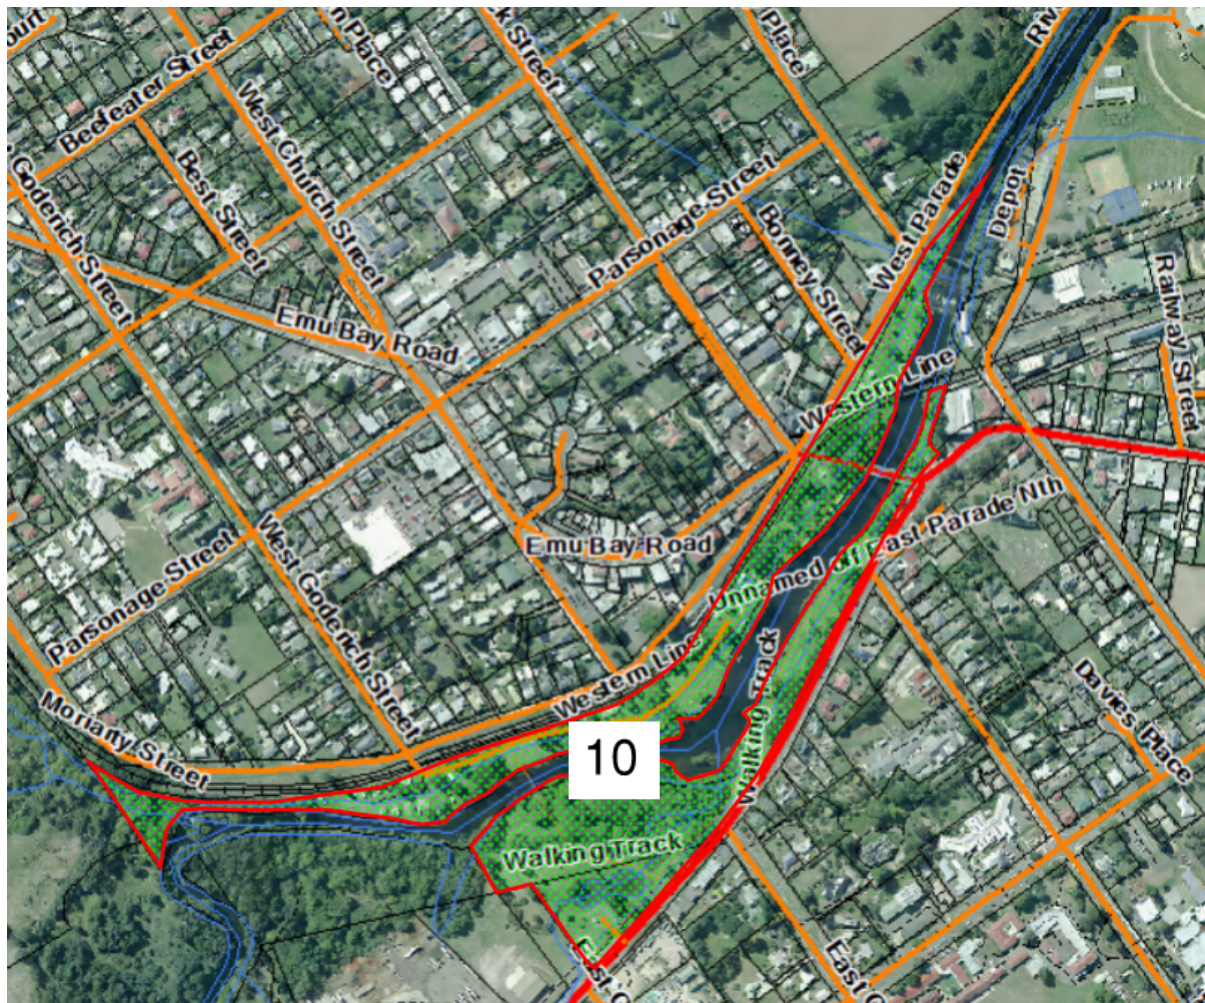 Place
Place
Beefeater Street
West Church Street
Best Street
Goderich Street
Parsonage Street
Bonney Street
West Parade
Depot
Railway Street
Emu Bay Road
Western Line
Parsonage Street
West Goderich Street
Emu Bay Road
Unnamed off East Parade Nth
Western Line
Walking Track
Moriarty Street
Davies Place
10
Walking Track